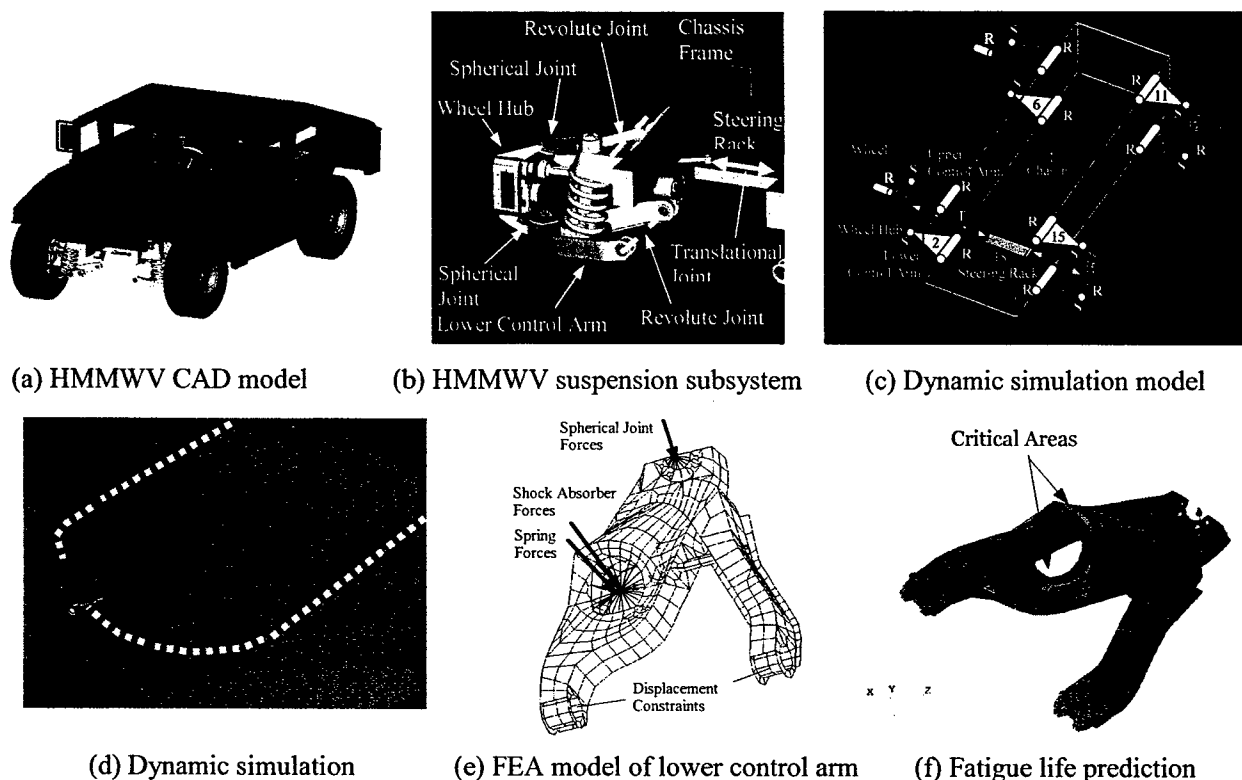 Revolute Joint
Chassis
Frame
Spherical Joint
Wheel Hub
Steering
Rack
Translational
Joint
Spherical
Joint
Lower Control Arm
Revolute Joint
S
R
R
S
6
R
R
11
S
R
R
S
Wheel
Upper
Control Arm
R
S
R
Wheel Hub
S
2
R
Lower
Control Arm
Steering Rack
R
15
S
R
R
S
(a) HMMWV CAD model
(b) HMMWV suspension subsystem
(c) Dynamic simulation model
Spherical Joint
Forces
Shock Absorber
Forces
Spring
Forces
Displacement
Constraints
Critical Areas
X Y Z
(d) Dynamic simulation
(e) FEA model of lower control arm
(f) Fatigue life prediction